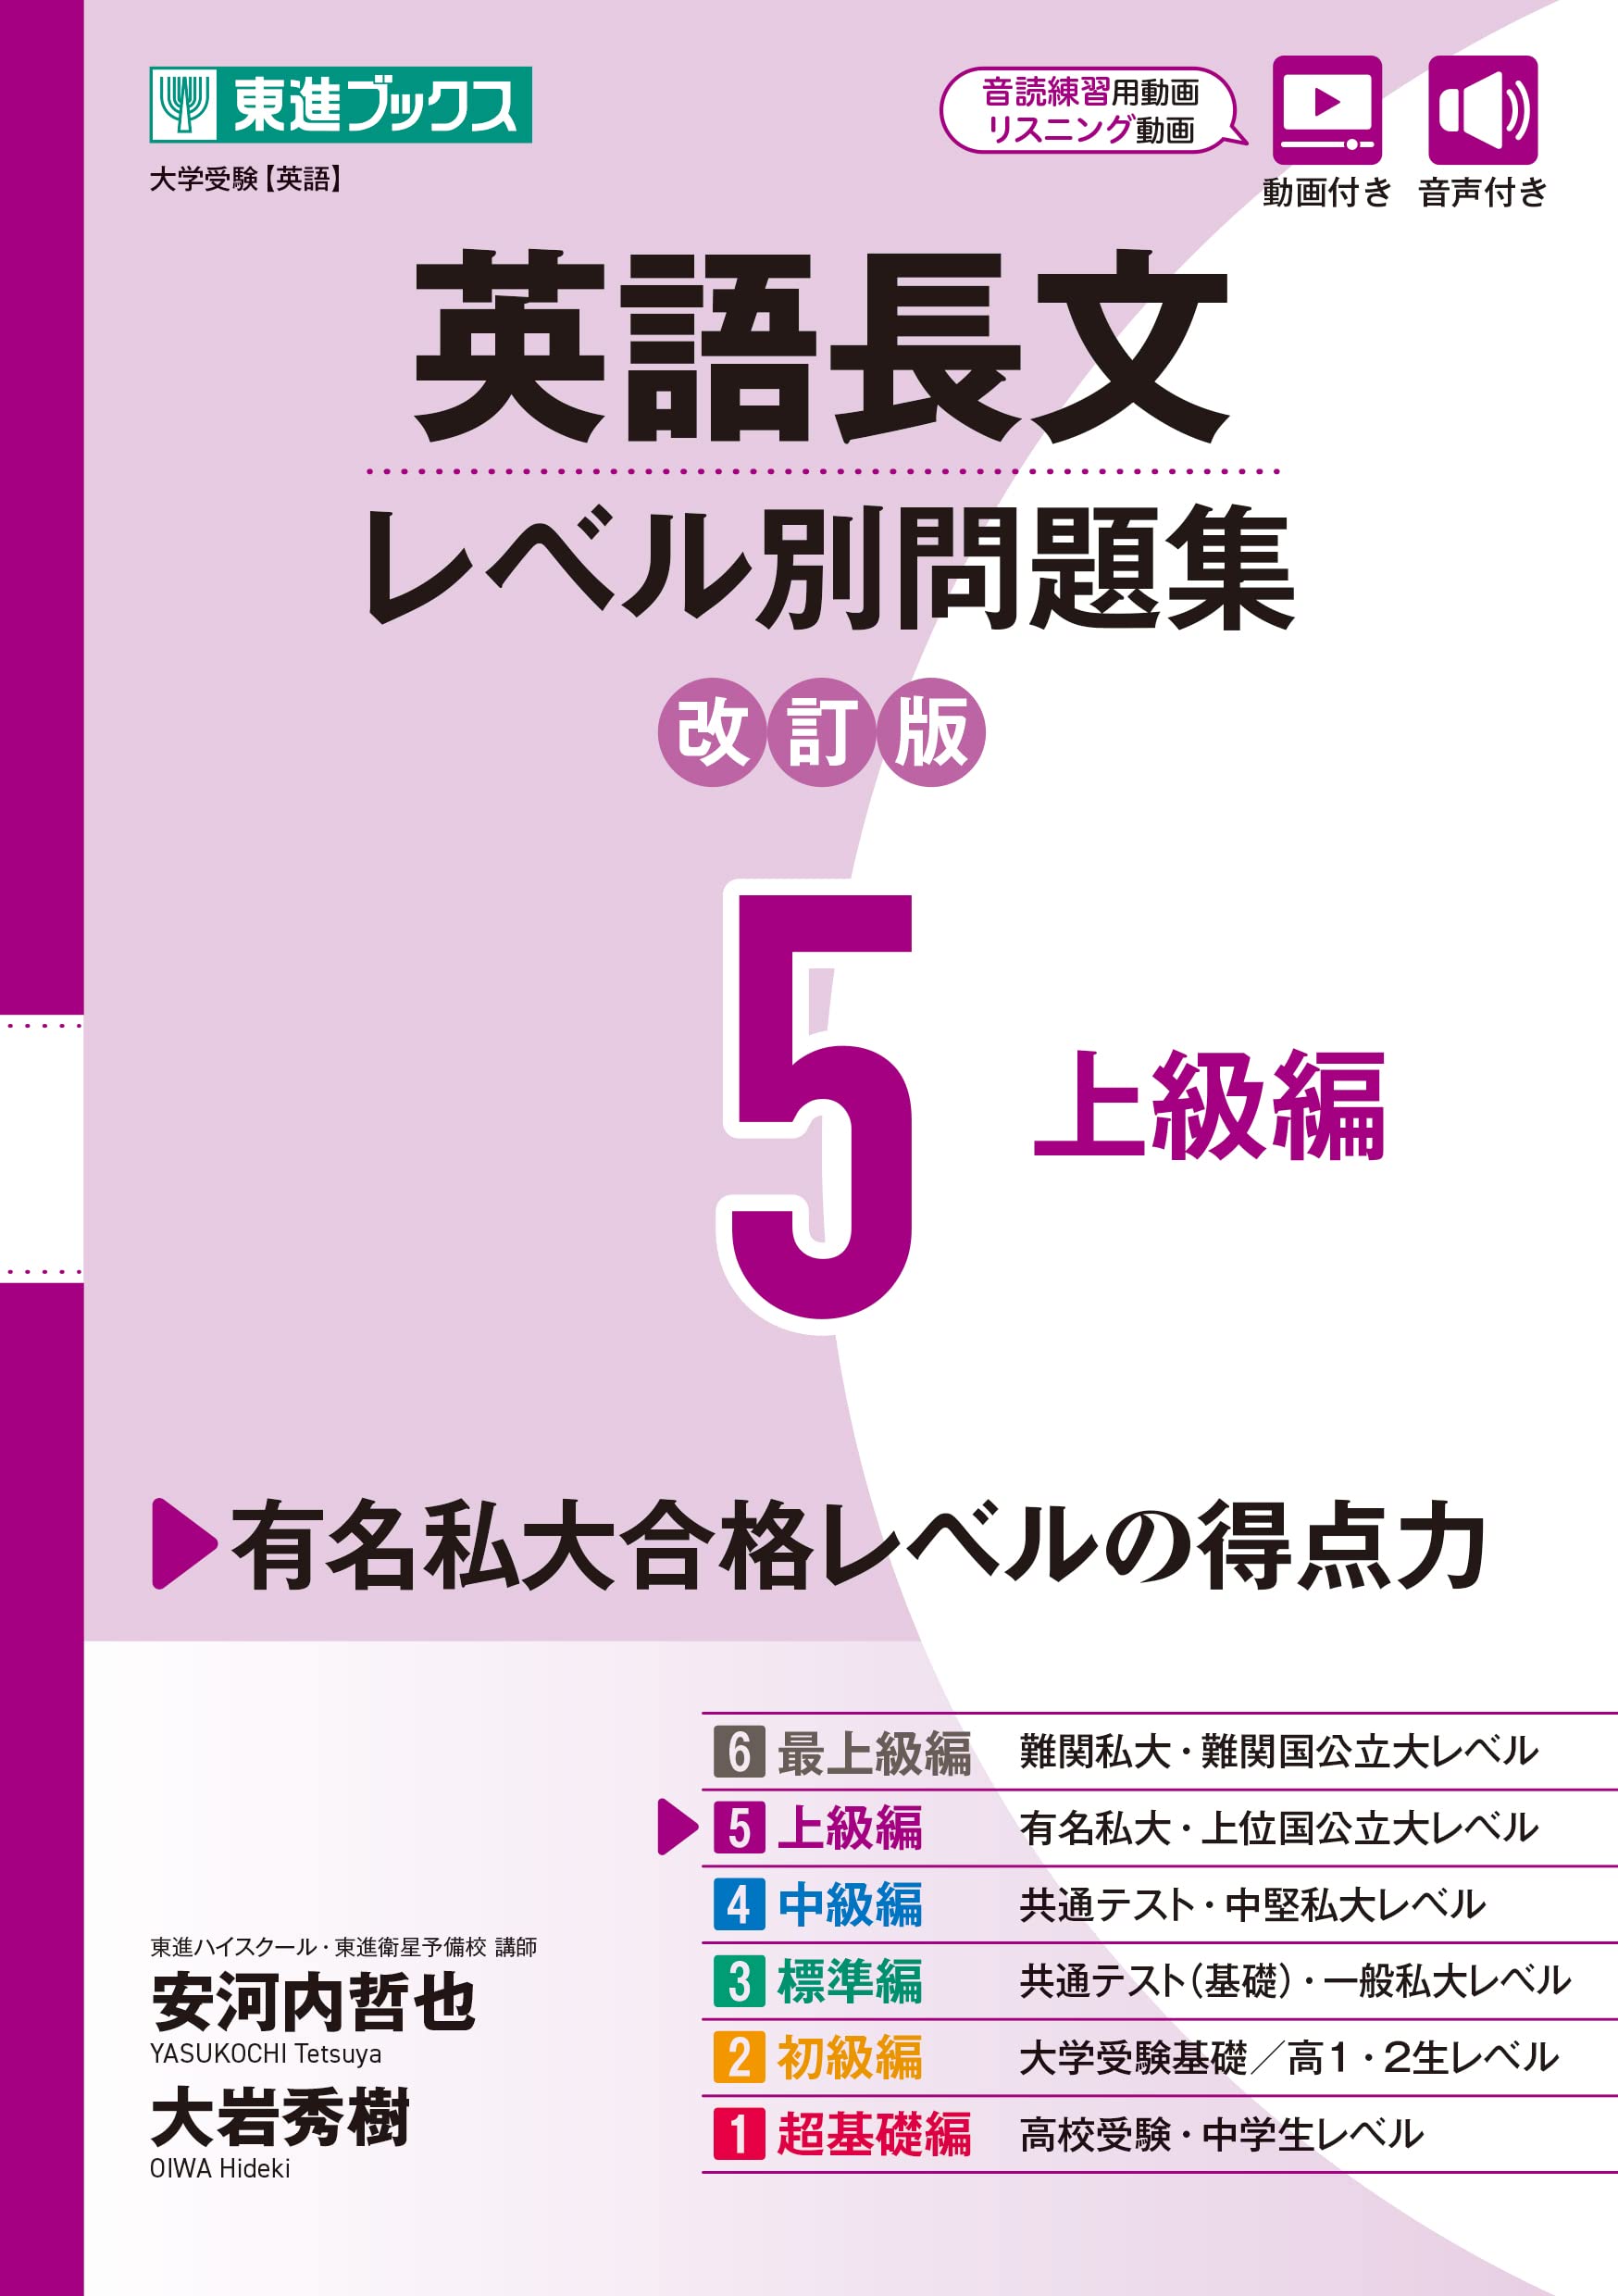 東進ブックス
大学受験【英語】
音読練習用動画
リスニング動画
動画付き 音声付き
英語長文
レベル別問題集
改訂版
5 上級編
有名私大合格レベルの得点力
6 最上級編 難関私大・難関国公立大レベル
5 上級編 有名私大・上位国公立大レベル
4 中級編 共通テスト・中堅私大レベル
3 標準編 共通テスト(基礎)・一般私大レベル
2 初級編 大学受験基礎／高1・2生レベル
1 超基礎編 高校受験・中学生レベル
東進ハイスクール・東進衛星予備校 講師
安河内哲也
YASUKOCHI Tetsuya
大岩秀樹
OIWA Hideki